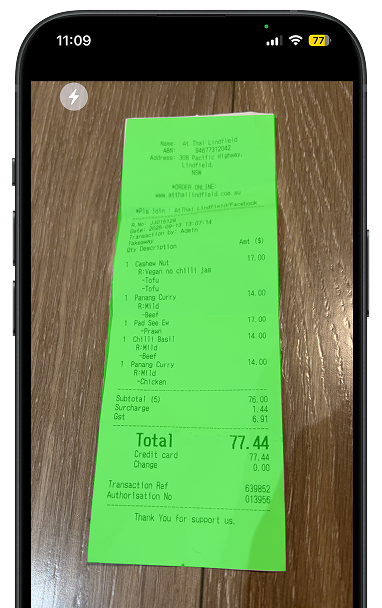 11:09
77
Name: At Thai Lindfield
ABN: 94677312042
Address: 308 Pacific Highway,
Lindfield,
NSW
*ORDER ONLINE:
www.atthailindfield.com.au
*Pls Join : AtThai Lindfield/Facebook
S.No: JJ016129
Date: 2025-09-13 13:07:14
Transaction by: Admin
Takeaway
Qty Description Amt ($)
1 Cashew Nut 17.00
R:Vegan no chilli jam
-Tofu
-Tofu
1 Panang Curry 14.00
R:Mild
-Beef
1 Pad See Ew 17.00
-Prawn
1 Chilli Basil 14.00
R:Mild
-Beef
1 Panang Curry 14.00
R:Mild
-Chicken
Subtotal (5) 76.00
Surcharge 1.44
Gst 6.91
Total 77.44
Credit card 77.44
Change 0.00
Transaction Ref 639852
Authorisation No 013956
Thank You for support us.